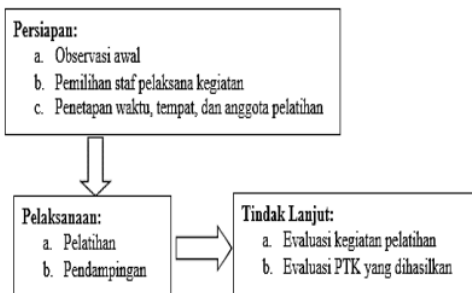 Persiapan:
a. Observasi awal
b. Pemilihan staf pelaksana kegiatan
c. Penetapan waktu, tempat, dan anggota pelatihan
Pelaksanaan:
a. Pelatihan
b. Pendampingan
Tindak Lanjut:
a. Evaluasi kegiatan pelatihan
b. Evaluasi PTK yang dihasilkan